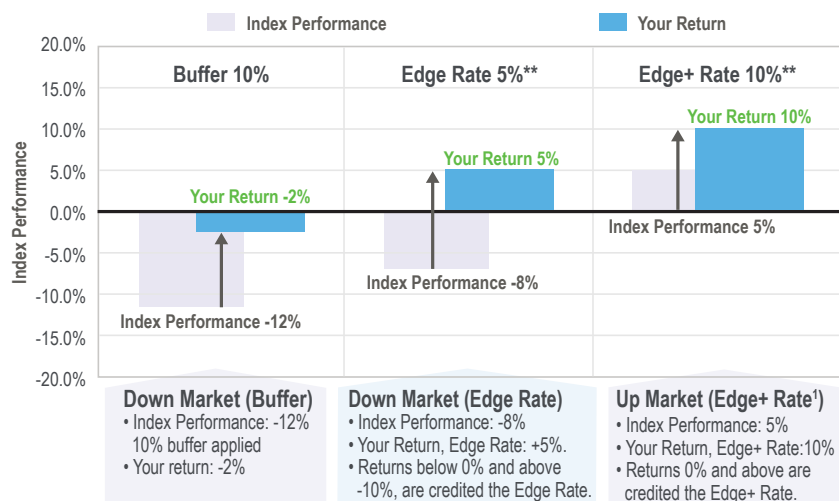 Index Performance
Your Return
20.0%
15.0%
10.0%
5.0%
0.0%
-5.0%
-10.0%
-15.0%
-20.0%
Index Performance
Buffer 10%
Your Return -2%
Index Performance -12%
Edge Rate 5%**
Your Return 5%
Index Performance -8%
Edge+ Rate 10%**
Your Return 10%
Index Performance 5%
Down Market (Buffer)
• Index Performance: -12%
10% buffer applied
• Your return: -2%
Down Market (Edge Rate)
• Index Performance: -8%
• Your Return, Edge Rate: +5%.
• Returns below 0% and above
-10%, are credited the Edge Rate.
Up Market (Edge+ Rate¹)
• Index Performance: 5%
• Your Return, Edge+ Rate:10%
• Returns 0% and above are
credited the Edge+ Rate.